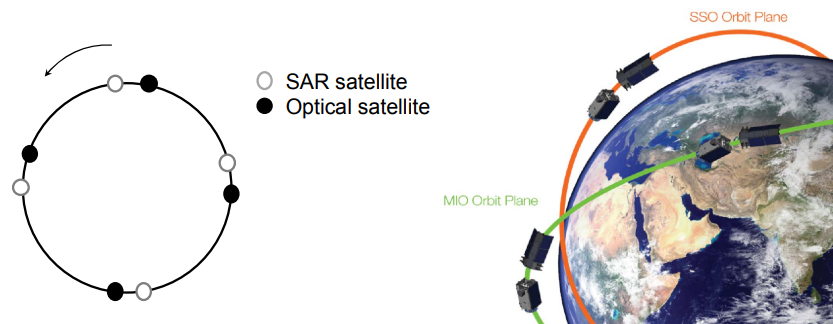 SAR satellite
Optical satellite
SSO Orbit Plane
MIO Orbit Plane